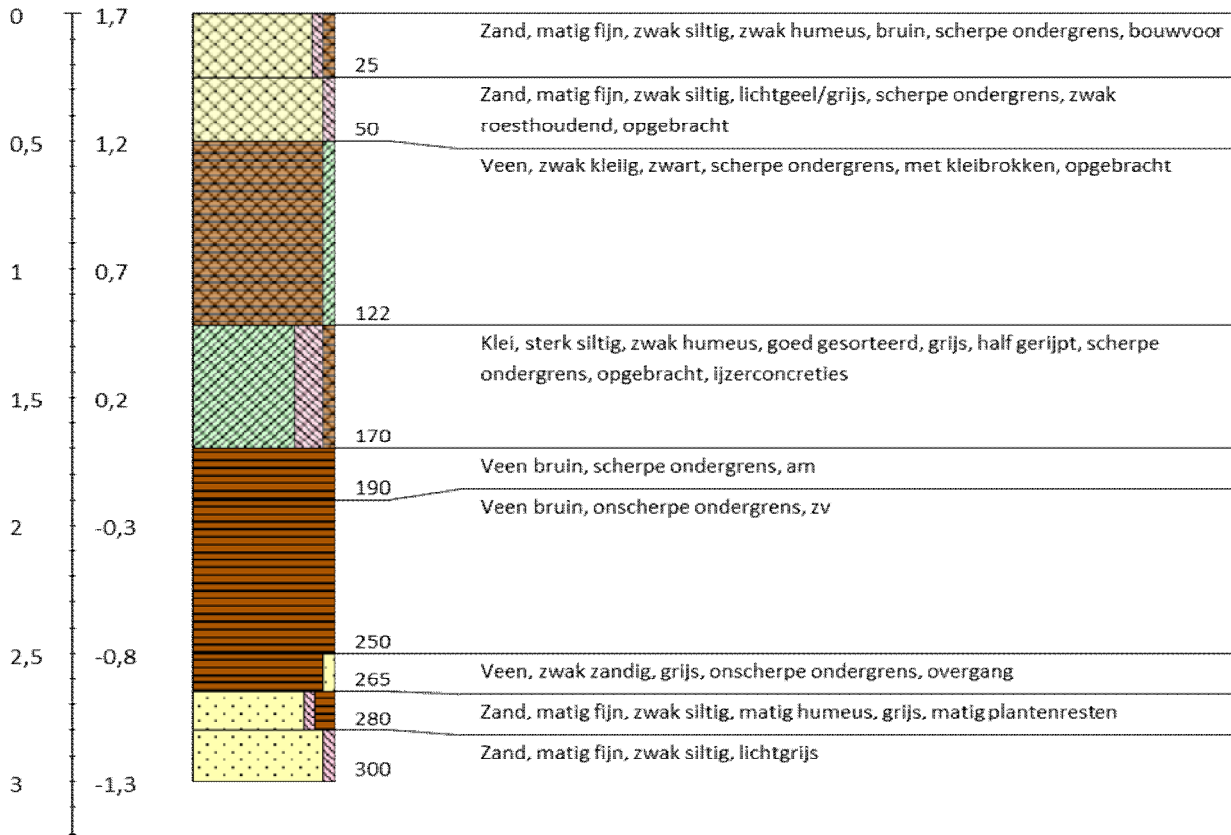 0 1,7 Zand, matig fijn, zwak siltig, zwak humeus, bruin, scherpe ondergrens, bouwvoor
25
Zand, matig fijn, zwak siltig, lichtgeel/grijs, scherpe ondergrens, zwak
roesthoudend, opgebracht
50
0,5 1,2
Veen, zwak kleiig, zwart, scherpe ondergrens, met kleibrokken, opgebracht
1 0,7
122
Klei, sterk siltig, zwak humeus, goed gesorteerd, grijs, half gerijpt, scherpe
ondergrens, opgebracht, ijzerconcreties
1,5 0,2
170
Veen bruin, scherpe ondergrens, am
190
Veen bruin, onscherpe ondergrens, zv
2 -0,3
250
2,5 -0,8
Veen, zwak zandig, grijs, onscherpe ondergrens, overgang
265
Zand, matig fijn, zwak siltig, matig humeus, grijs, matig plantenresten
280
Zand, matig fijn, zwak siltig, lichtgrijs
300
3 -1,3